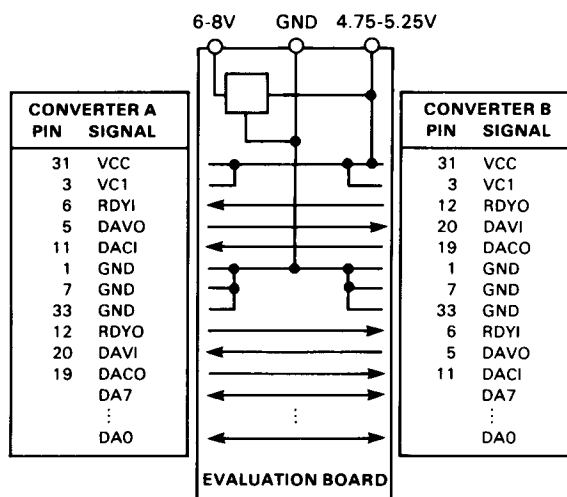 6-8V GND 4.75-5.25V
CONVERTER A
PIN SIGNAL
31 VCC
3 VC1
6 RDYI
5 DAVO
11 DACI
1 GND
7 GND
33 GND
12 RDYO
20 DAVI
19 DACO
DA7
⋮
DA0
CONVERTER B
PIN SIGNAL
31 VCC
3 VC1
12 RDYO
20 DAVI
19 DACO
1 GND
7 GND
33 GND
6 RDYI
5 DAVO
11 DACI
DA7
⋮
DA0
⋮
EVALUATION BOARD